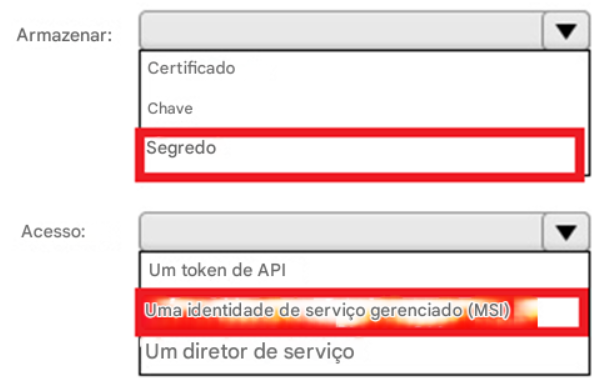 Armazenar:
Certificado
Chave
Segredo
Acesso:
Um token de API
Uma identidade de serviço gerenciado (MSI)
Um diretor de serviço